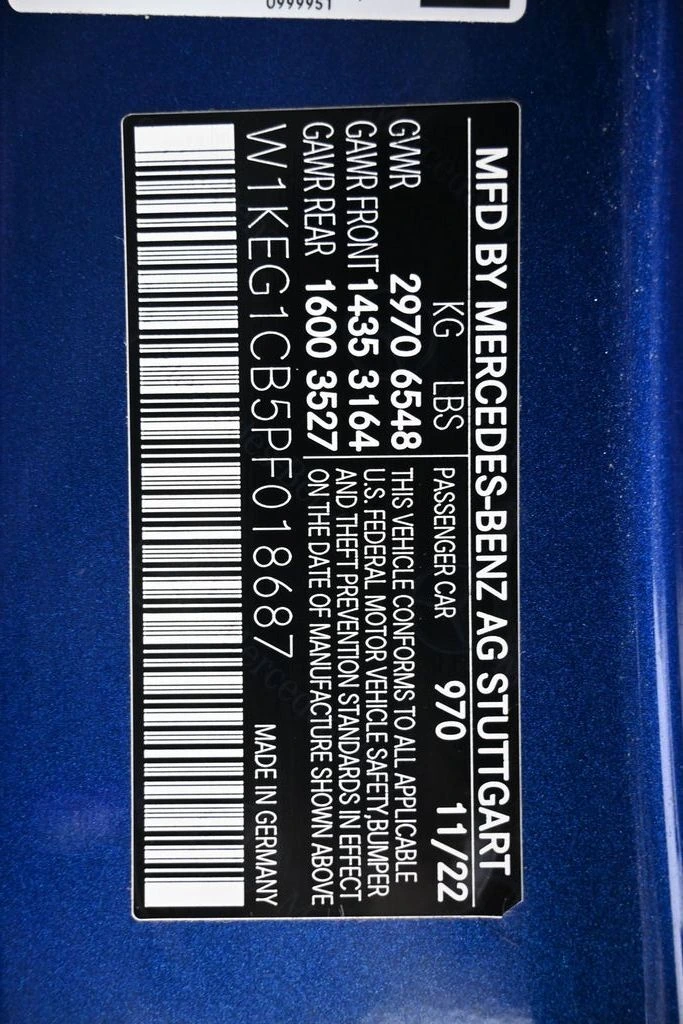 0999951
MFD BY MERCEDES-BENZ AG STUTTGART
KG LBS PASSENGER CAR 970 11/22
GVWR 2970 6548
GAWR FRONT 1435 3164
GAWR REAR 1600 3527
THIS VEHICLE CONFORMS TO ALL APPLICABLE
U.S. FEDERAL MOTOR VEHICLE SAFETY,BUMPER
AND THEFT PREVENTION STANDARDS IN EFFECT
ON THE DATE OF MANUFACTURE SHOWN ABOVE
W1KEG1CB5PF018687 MADE IN GERMANY